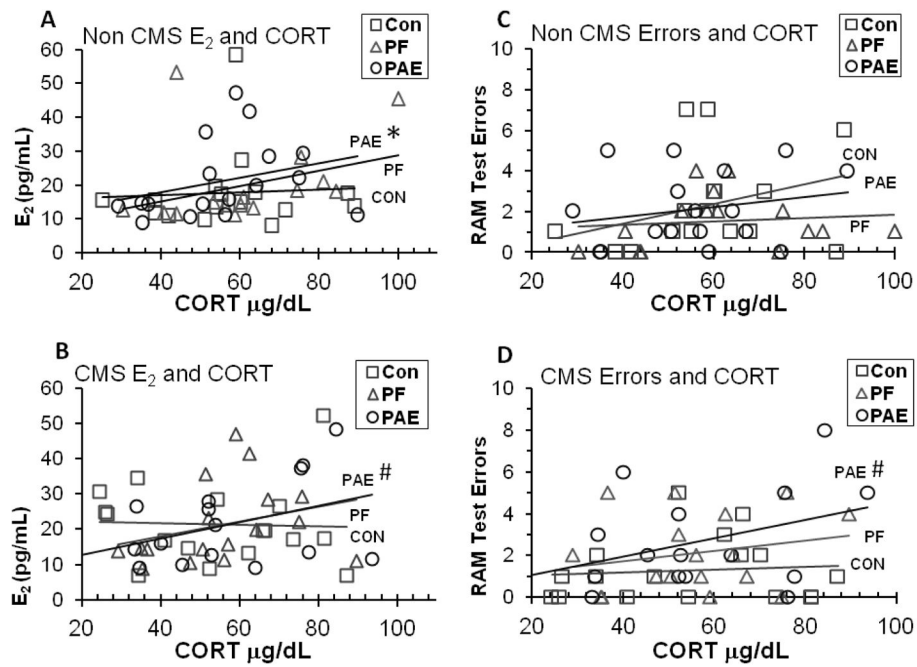 A
Non CMS E2 and CORT
Con
PF
PAE
60
50
40
30
20
10
0
E2 (pg/mL)
PAE *
PF
CON
20 40 60 80 100
CORT µg/dL
C
Non CMS Errors and CORT
Con
PF
PAE
10
8
6
4
2
0
RAM Test Errors
CON
PAE
PF
20 40 60 80 100
CORT µg/dL
B
CMS E2 and CORT
Con
PF
PAE
60
50
40
30
20
10
0
E2 (pg/mL)
PAE #
PF
CON
20 40 60 80 100
CORT µg/dL
D
CMS Errors and CORT
Con
PF
PAE
10
8
6
4
2
0
RAM Test Errors
PAE #
PF
CON
20 40 60 80 100
CORT µg/dL